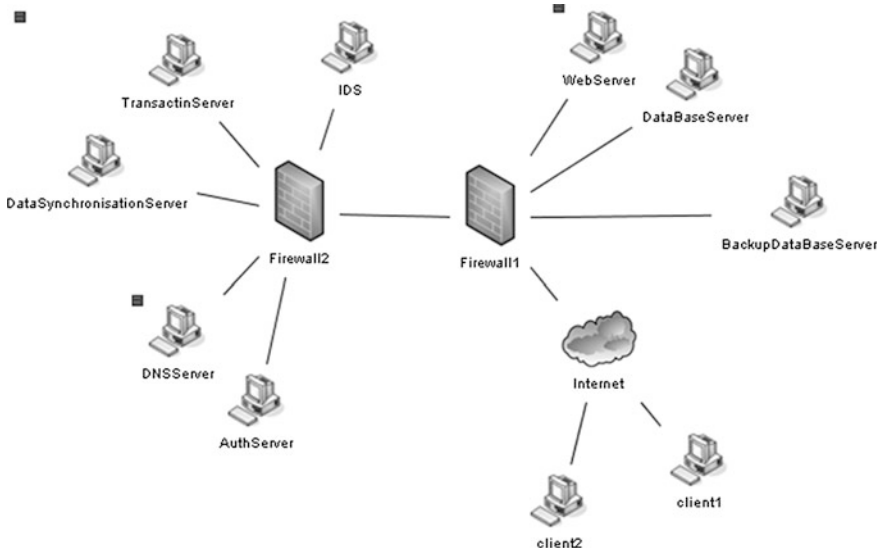 WebServer
IDS
TransactinServer
DataBaseServer
DataSynchronisationServer
BackupDataBaseServer
Firewall2
Firewall1
DNSServer
Internet
AuthServer
client1
client2